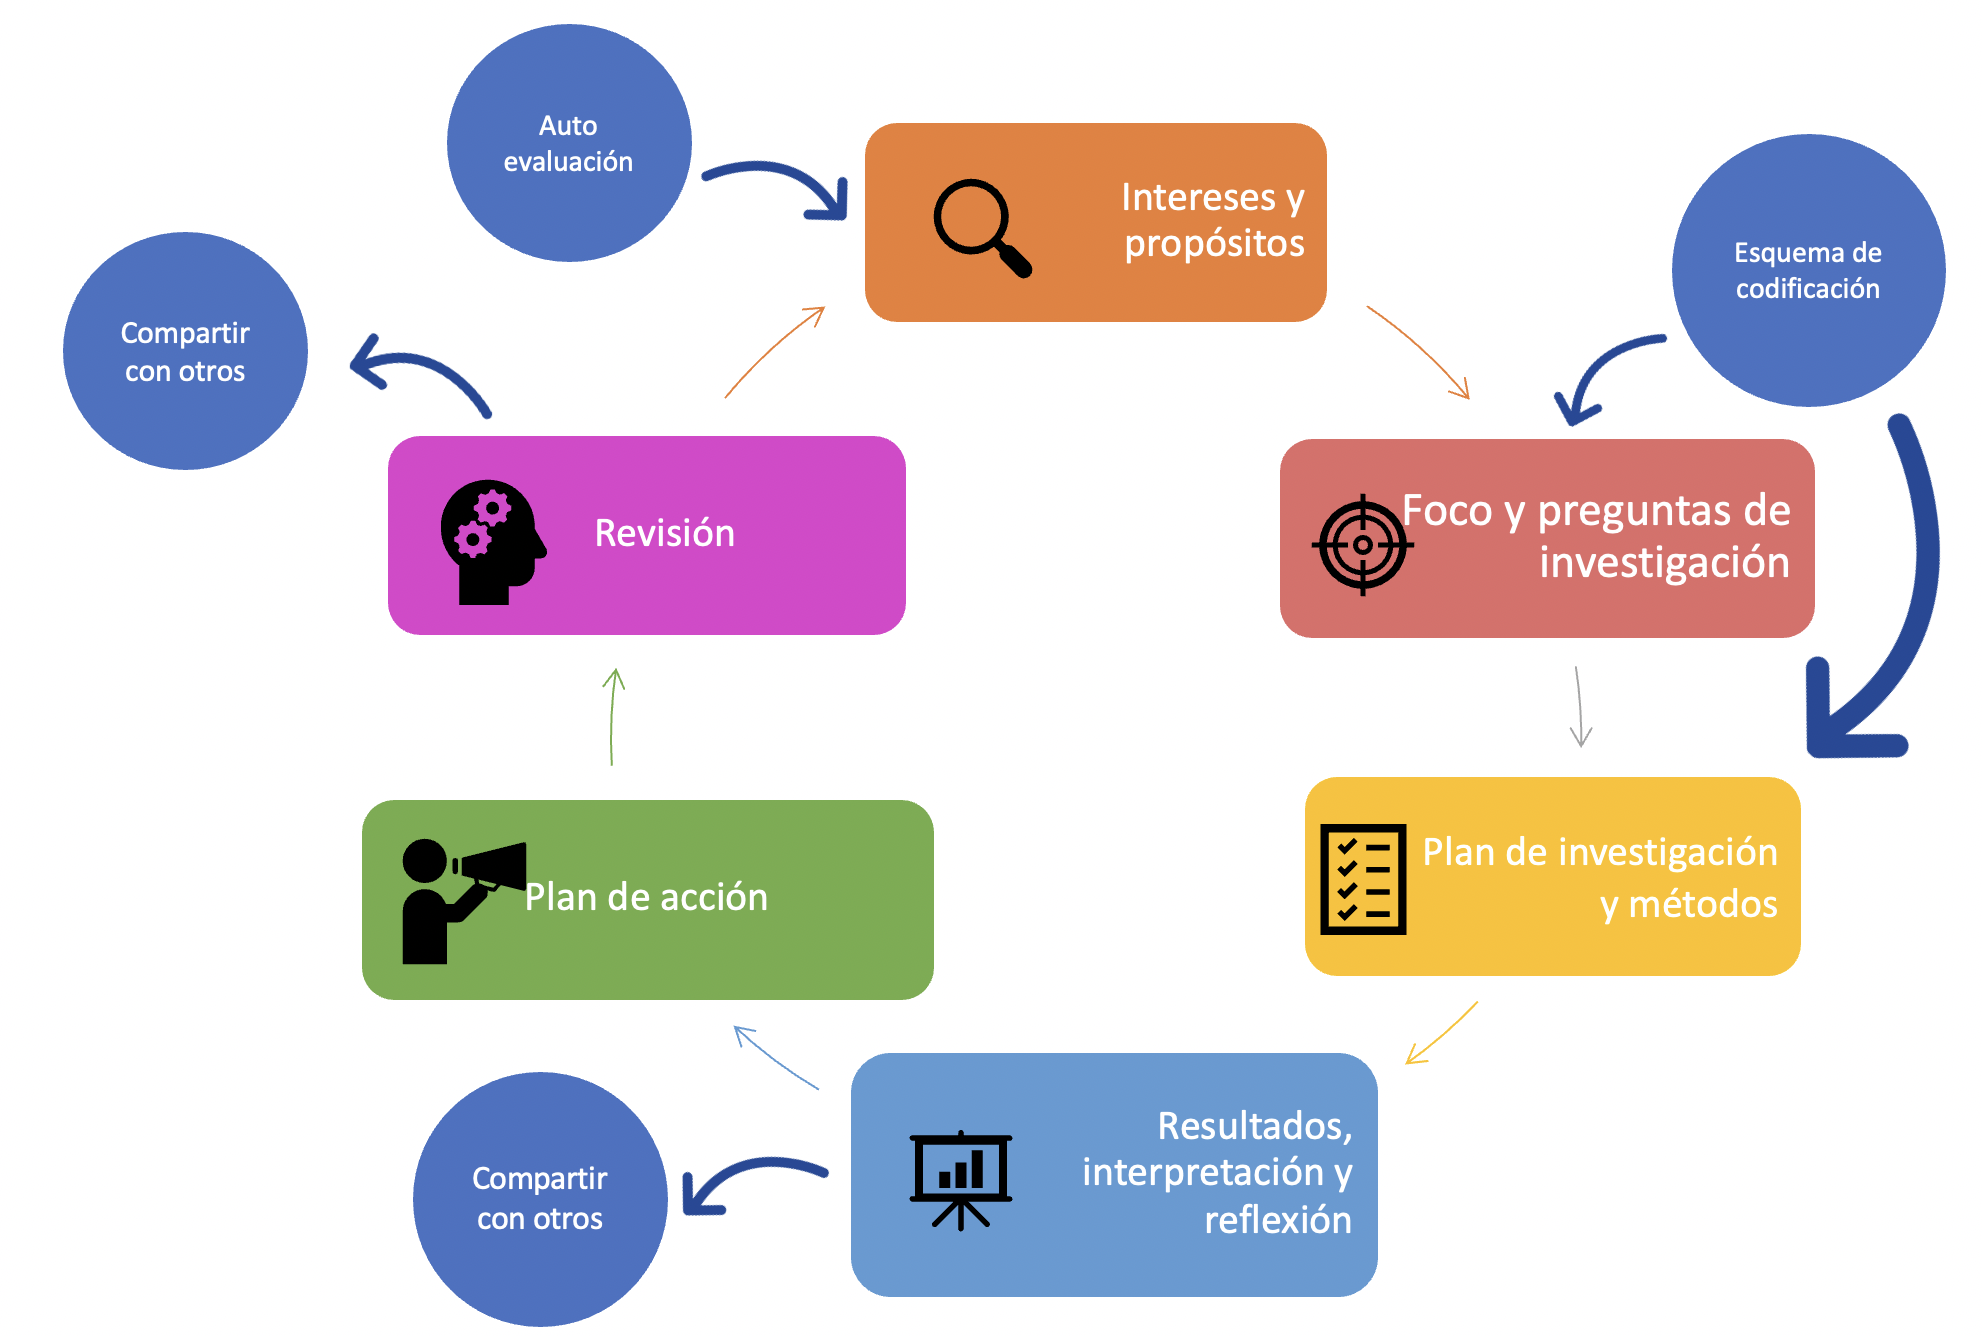 Auto
evaluación
Intereses y
propósitos
Esquema de
codificación
Compartir
con otros
Revisión
Foco y preguntas de
investigación
Plan de acción
Plan de investigación
y métodos
Resultados,
interpretación y
reflexión
Compartir
con otros